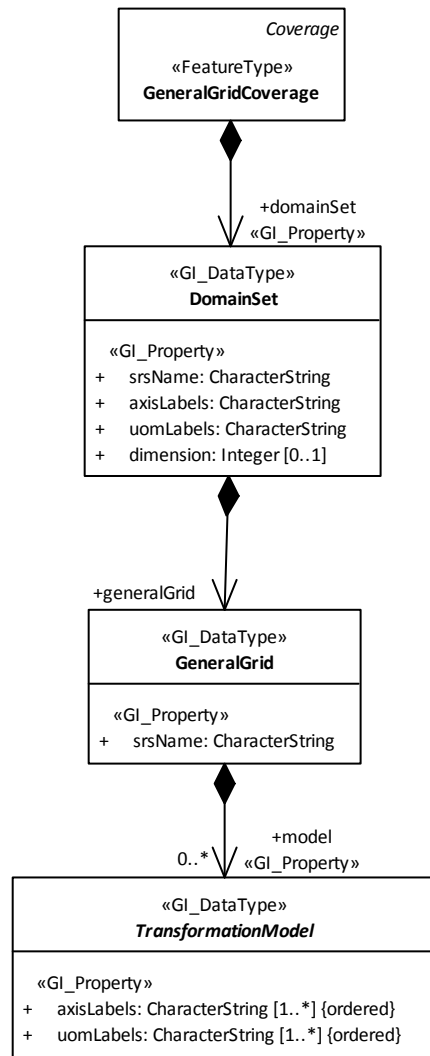 Coverage
«FeatureType»
GeneralGridCoverage
+domainSet
«GI_Property»
«GI_DataType»
DomainSet
«GI_Property»
+ srsName: CharacterString
+ axisLabels: CharacterString
+ uomLabels: CharacterString
+ dimension: Integer [0..1]
+generalGrid
«GI_DataType»
GeneralGrid
«GI_Property»
+ srsName: CharacterString
+model
0..* «GI_Property»
«GI_DataType»
TransformationModel
«GI_Property»
+ axisLabels: CharacterString [1..*] {ordered}
+ uomLabels: CharacterString [1..*] {ordered}